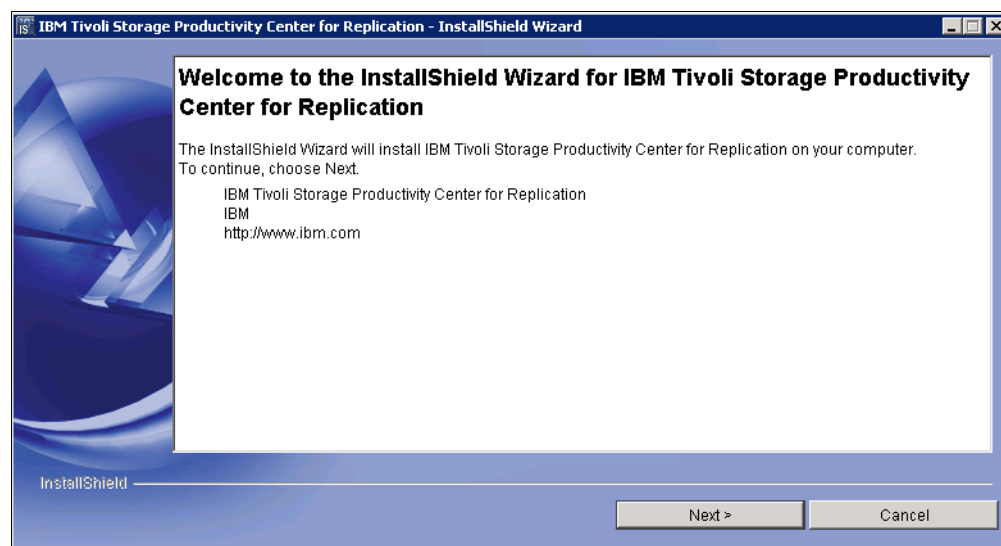 IBM Tivoli Storage Productivity Center for Replication - InstallShield Wizard
Welcome to the InstallShield Wizard for IBM Tivoli Storage Productivity
Center for Replication
The InstallShield Wizard will install IBM Tivoli Storage Productivity Center for Replication on your computer.
To continue, choose Next.
IBM Tivoli Storage Productivity Center for Replication
IBM
http://www.ibm.com
InstallShield
Next >
Cancel